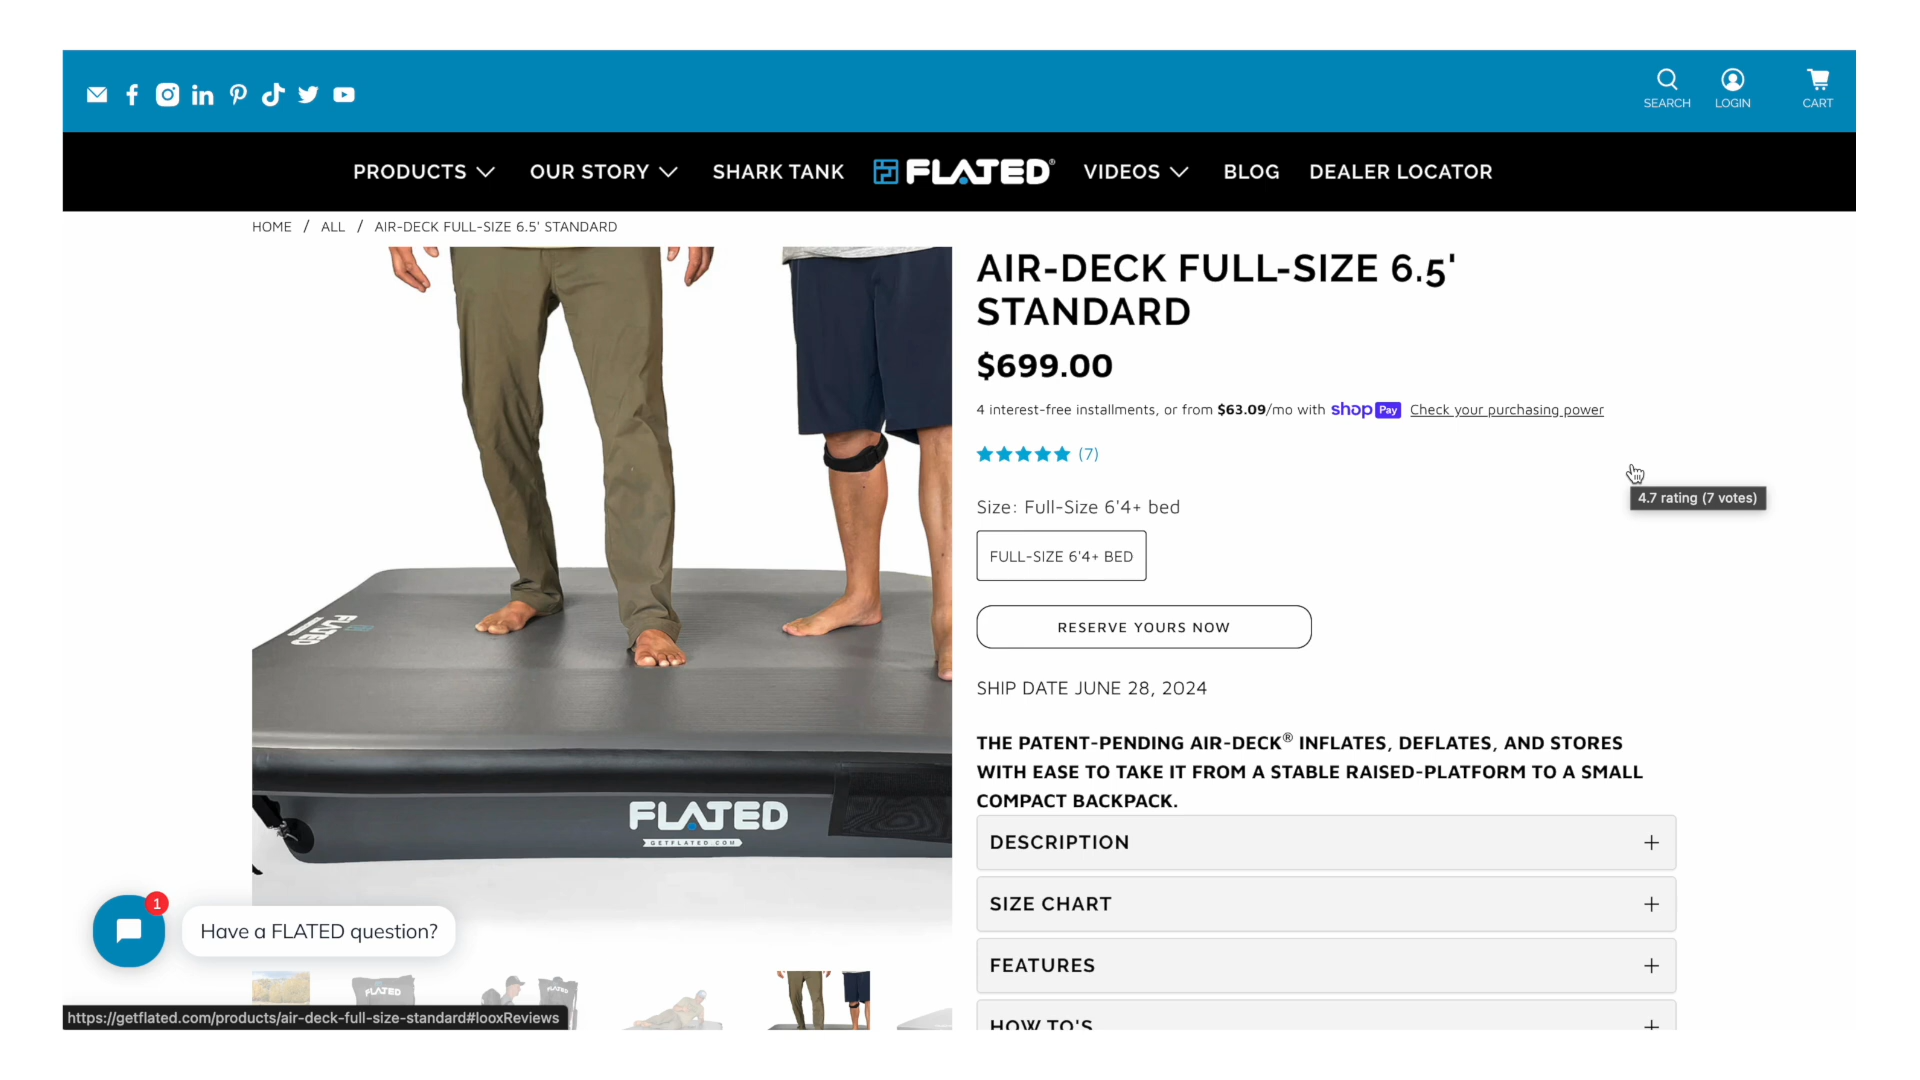 SEARCH
LOGIN
CART
PRODUCTS
OUR STORY
SHARK TANK
FLATED®
VIDEOS
BLOG
DEALER LOCATOR
HOME / ALL / AIR-DECK FULL-SIZE 6.5' STANDARD
AIR-DECK FULL-SIZE 6.5'
STANDARD
$699.00
4 interest-free installments, or from $63.09/mo with shop Pay Check your purchasing power
(7)
4.7 rating (7 votes)
Size: Full-Size 6'4+ bed
FULL-SIZE 6'4+ BED
RESERVE YOURS NOW
SHIP DATE JUNE 28, 2024
THE PATENT-PENDING AIR-DECK® INFLATES, DEFLATES, AND STORES
WITH EASE TO TAKE IT FROM A STABLE RAISED-PLATFORM TO A SMALL
COMPACT BACKPACK.
DESCRIPTION
SIZE CHART
FEATURES
HOW TO'S
FLATED
FLATED
GETFLATED.COM
1
Have a FLATED question?
FLATED
https://getflated.com/products/air-deck-full-size-standard#looxReviews